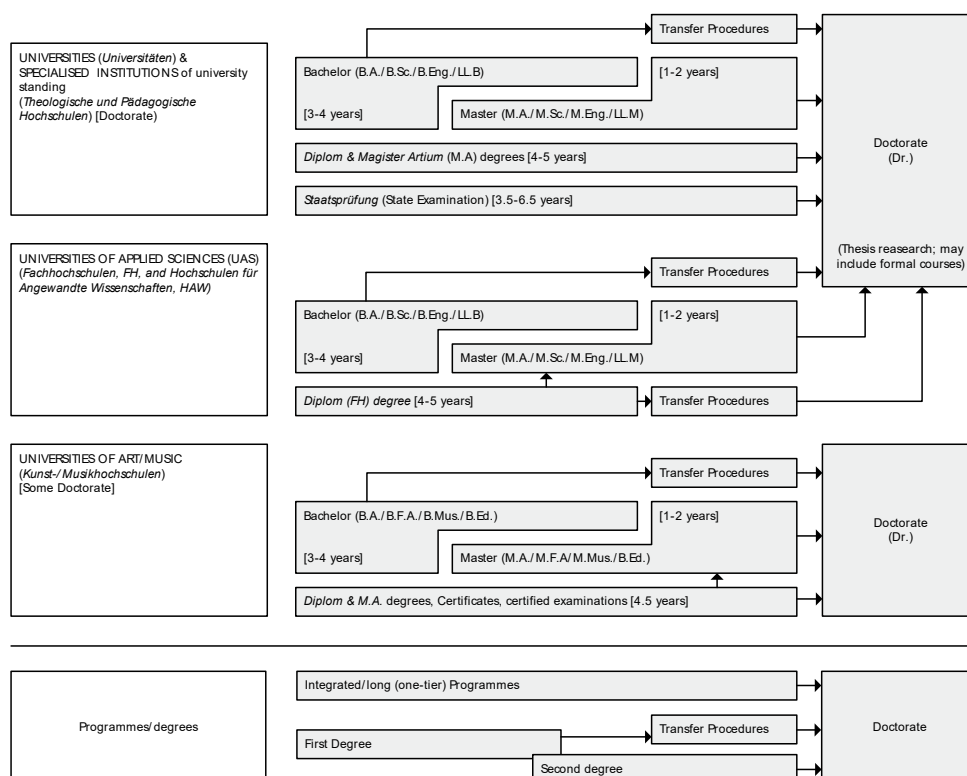 Transfer Procedures
UNIVERSITIES (Universitäten) &
SPECIALISED INSTITUTIONS of university
standing
(Theologische und Pädagogische
Hochschulen) [Doctorate)
Bachelor (B.A./B.Sc./B.Eng./LL.B)
[1-2 years]
[3-4 years]
Master (M.A./M.Sc./M.Eng./LL.M)
Diplom & Magister Artium (M.A) degrees [4-5 years]
Staatsprüfung (State Examination) [3.5-6.5 years]
Doctorate
(Dr.)
(Thesis reasearch; may
include formal courses)
UNIVERSITIES OF APPLIED SCIENCES (UAS)
(Fachhochschulen, FH, and Hochschulen für
Angewandte Wissenschaften, HAW)
Transfer Procedures
Bachelor (B.A./B.Sc./B.Eng./LL.B)
[1-2 years]
[3-4 years]
Master (M.A./M.Sc./M.Eng./LL.M)
Diplom (FH) degree [4-5 years]
Transfer Procedures
UNIVERSITIES OF ART/MUSIC
(Kunst-/Musikhochschulen)
[Some Doctorate]
Transfer Procedures
Bachelor (B.A./B.F.A./B.Mus./B.Ed.)
[1-2 years]
[3-4 years]
Master (M.A./M.F.A/M.Mus./B.Ed.)
Diplom & M.A. degrees, Certificates, certified examinations [4.5 years]
Doctorate
(Dr.)
Programmes/degrees
Integrated/long (one-tier) Programmes
Transfer Procedures
First Degree
Second degree
Doctorate